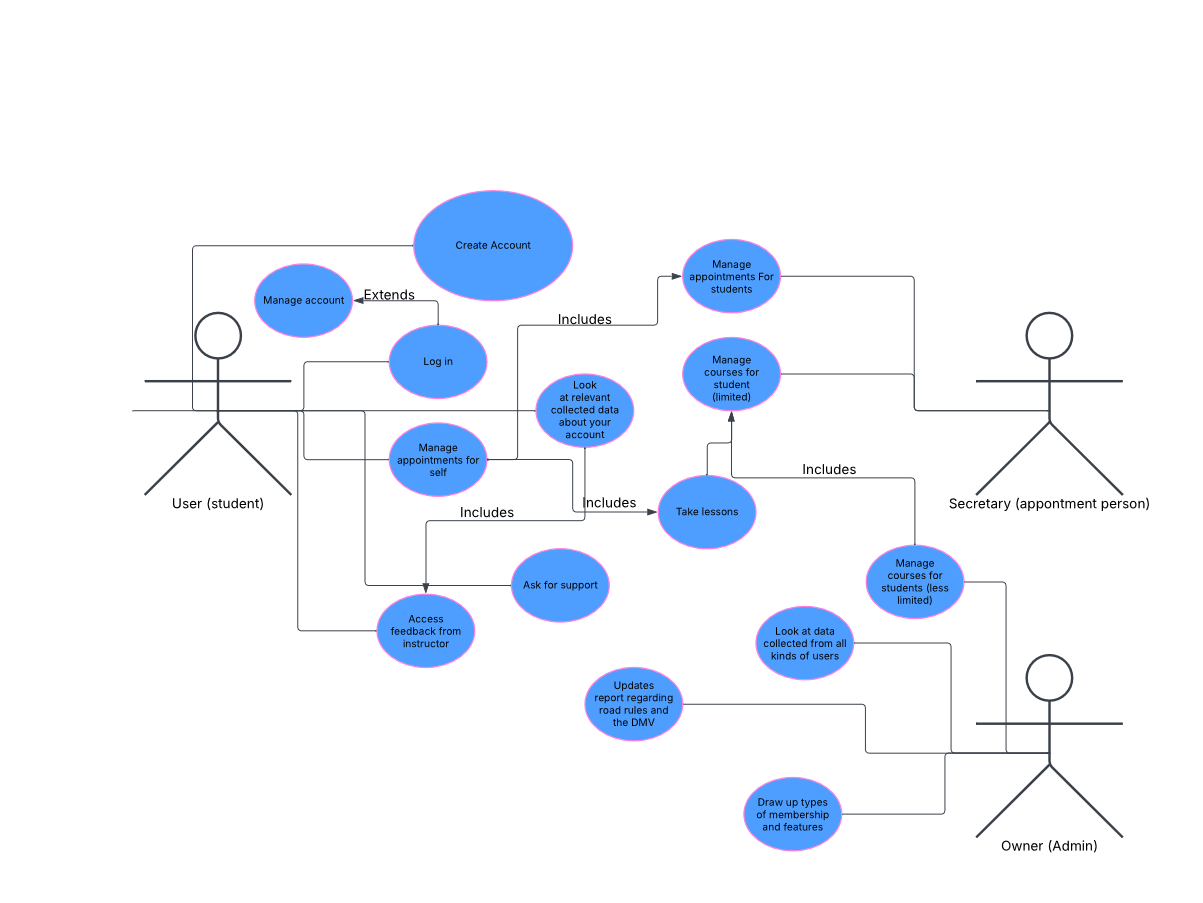 Create Account
Manage account
Extends
Log in
Manage
appointments For
students
Includes
Manage
courses for
student
(limited)
Look
at relevant
collected data
about your
account
Manage
appointments for
self
Includes
User (student)
Includes
Includes
Take lessons
Secretary (appontment person)
Ask for support
Manage
courses for
students (less
limited)
Access
feedback from
instructor
Look at data
collected from all
kinds of users
Updates
report regarding
road rules and
the DMV
Draw up types
of membership
and features
Owner (Admin)